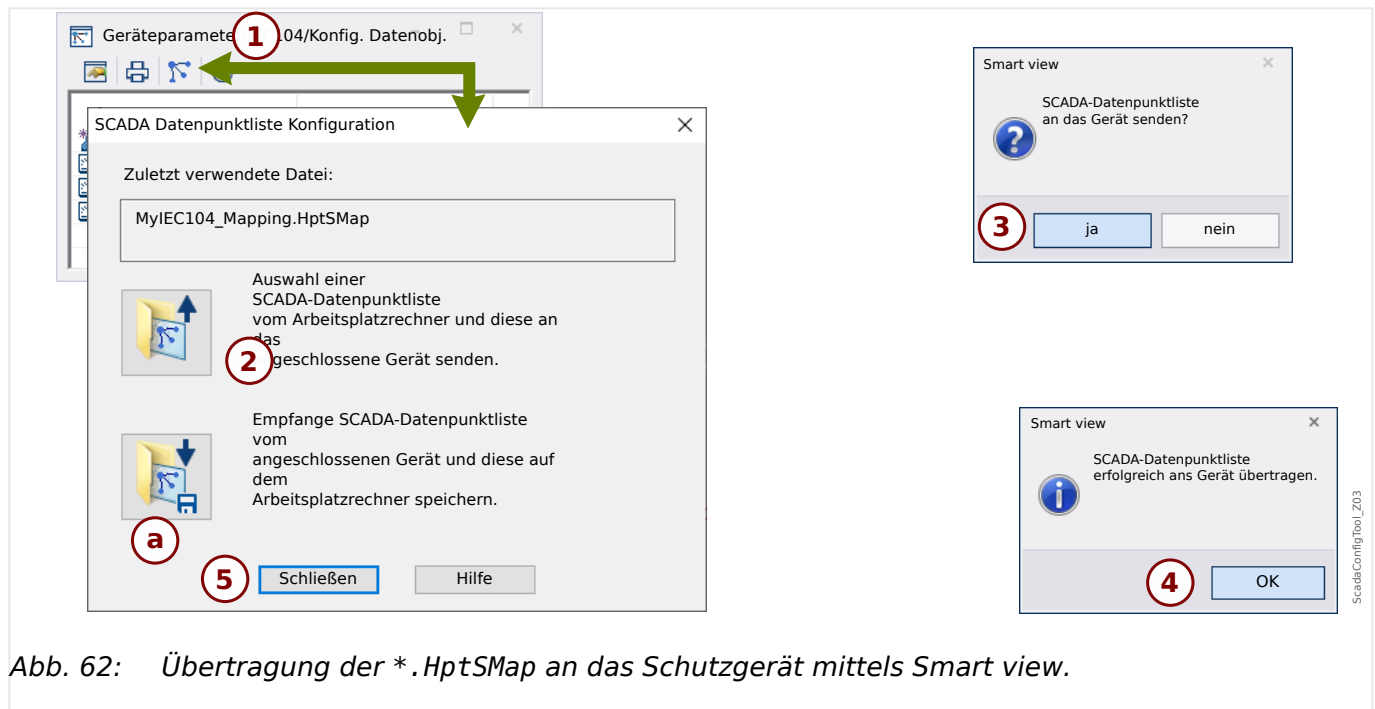 Geräteparamete
1
04/Konfig. Datenobj.
SCADA Datenpunktliste Konfiguration
Zuletzt verwendete Datei:
MyIEC104_Mapping.HptSMap
Auswahl einer
SCADA-Datenpunktliste
vom Arbeitsplatzrechner und diese an
das
geschlossene Gerät senden.
2
Empfange SCADA-Datenpunktliste
vom
angeschlossenen Gerät und diese auf
dem
Arbeitsplatzrechner speichern.
a
5
Schließen
Hilfe
Smart view
SCADA-Datenpunktliste
an das Gerät senden?
3
ja
nein
Smart view
SCADA-Datenpunktliste
erfolgreich ans Gerät übertragen.
4
OK
ScadaConfigTool_Z03
Abb. 62: Übertragung der *.HptSMap an das Schutzgerät mittels Smart view.